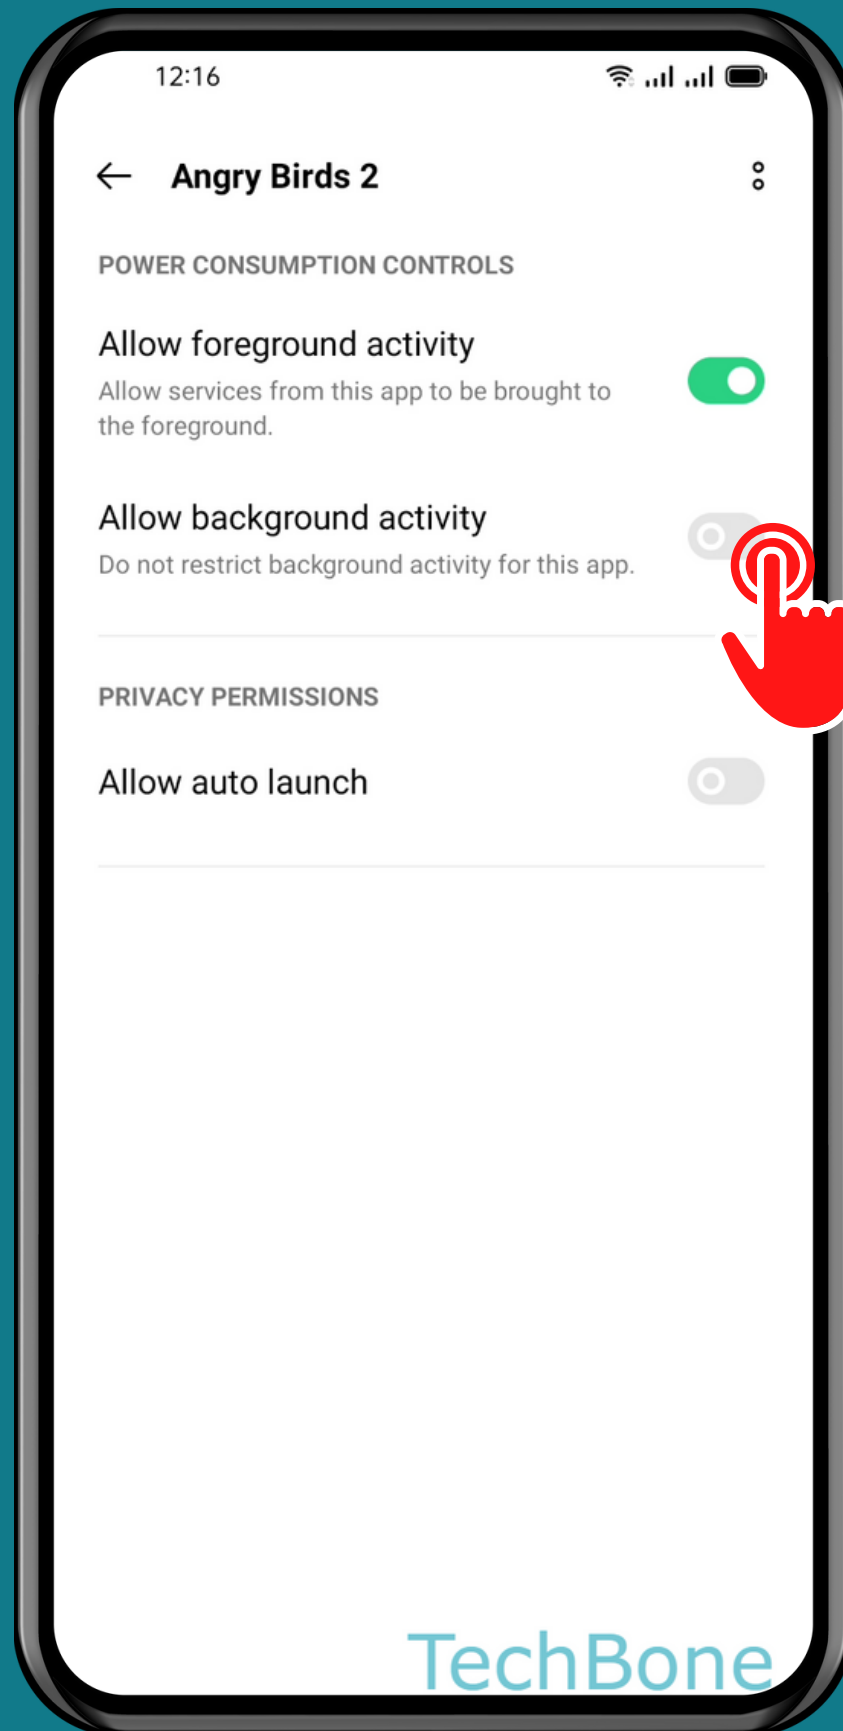 12:16
Angry Birds 2
POWER CONSUMPTION CONTROLS
Allow foreground activity
Allow services from this app to be brought to
the foreground.
Allow background activity
Do not restrict background activity for this app.
PRIVACY PERMISSIONS
Allow auto launch
TechBone